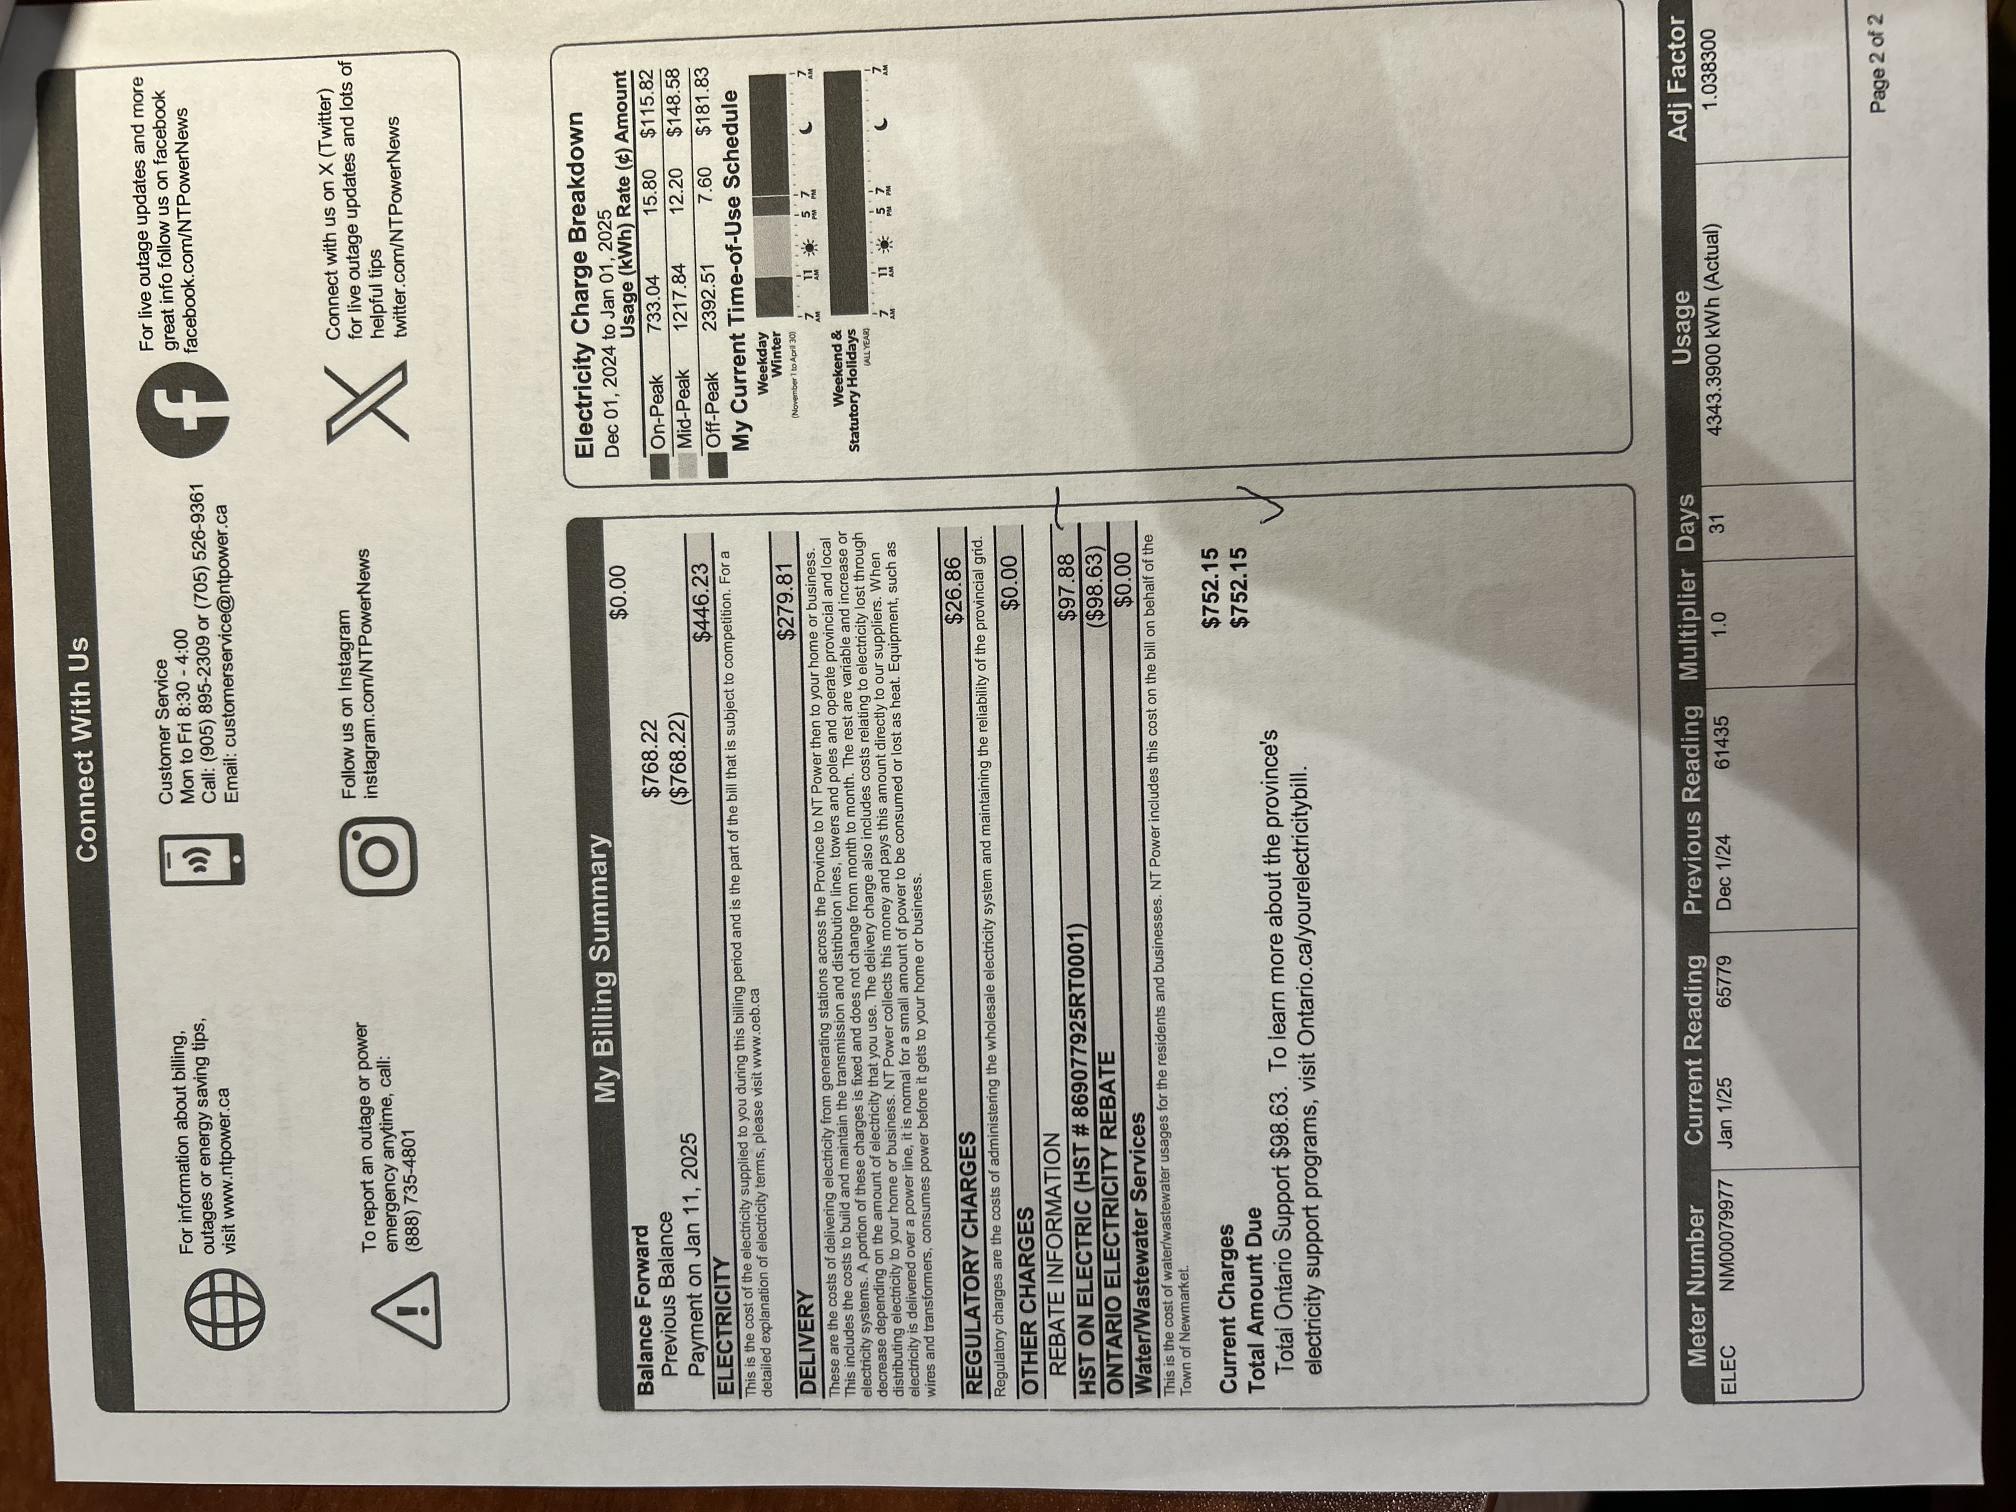 Connect With Us
For information about billing,
outages or energy saving tips,
visit www.ntpower.ca
Customer Service
Mon to Fri 8:30 - 4:00
Call: (905) 895-2309 or (705) 526-9361
Email: customerservice@ntpower.ca
For live outage updates and more
great info follow us on facebook
facebook.com/NTPowerNews
To report an outage or power
emergency anytime, call:
(888) 735-4801
Follow us on Instagram
instagram.com/NTPowerNews
Connect with us on X (Twitter)
for live outage updates and lots of
helpful tips
twitter.com/NTPowerNews
My Billing Summary
Balance Forward $0.00
Previous Balance $768.22
Payment on Jan 11, 2025 ($768.22)
ELECTRICITY $446.23
This is the cost of the electricity supplied to you during this billing period and is the part of the bill that is subject to competition. For a
detailed explanation of electricity terms, please visit www.oeb.ca
DELIVERY $279.81
These are the costs of delivering electricity from generating stations across the Province to NT Power then to your home or business.
This includes the costs to build and maintain the transmission and distribution lines, towers and poles and operate provincial and local
electricity systems. A portion of these charges is fixed and does not change from month to month. The rest are variable and increase or
decrease depending on the amount of electricity that you use. The delivery charge also includes costs relating to electricity lost through
distributing electricity to your home or business. NT Power collects this money and pays this amount directly to our suppliers. When
electricity is delivered over a power line, it is normal for a small amount of power to be consumed or lost as heat. Equipment, such as
wires and transformers, consumes power before it gets to your home or business.
REGULATORY CHARGES $26.86
Regulatory charges are the costs of administering the wholesale electricity system and maintaining the reliability of the provincial grid.
OTHER CHARGES $0.00
REBATE INFORMATION
HST ON ELECTRIC (HST # 869077925RT0001) $97.88
ONTARIO ELECTRICITY REBATE ($98.63)
Water/Wastewater Services $0.00
This is the cost of water/wastewater usages for the residents and businesses. NT Power includes this cost on the bill on behalf of the
Town of Newmarket.
Current Charges $752.15
Total Amount Due $752.15
Total Ontario Support $98.63. To learn more about the province's
electricity support programs, visit Ontario.ca/yourelectricitybill.
Electricity Charge Breakdown
Dec 01, 2024 to Jan 01, 2025
Usage (kWh) Rate (¢) Amount
On-Peak 733.04 15.80 $115.82
Mid-Peak 1217.84 12.20 $148.58
Off-Peak 2392.51 7.60 $181.83
My Current Time-of-Use Schedule
Weekday
Winter
(November 1 to April 30)
7 AM 11 AM 5 PM 7 PM 7 AM
Weekend &
Statutory Holidays
(ALL YEAR)
7 AM 11 AM 5 PM 7 PM 7 AM
Meter Number Current Reading Previous Reading Multiplier Days Usage Adj Factor
ELEC NM00079977 Jan 1/25 65779 Dec 1/24 61435 1.0 31 4343.3900 kWh (Actual) 1.038300
Page 2 of 2